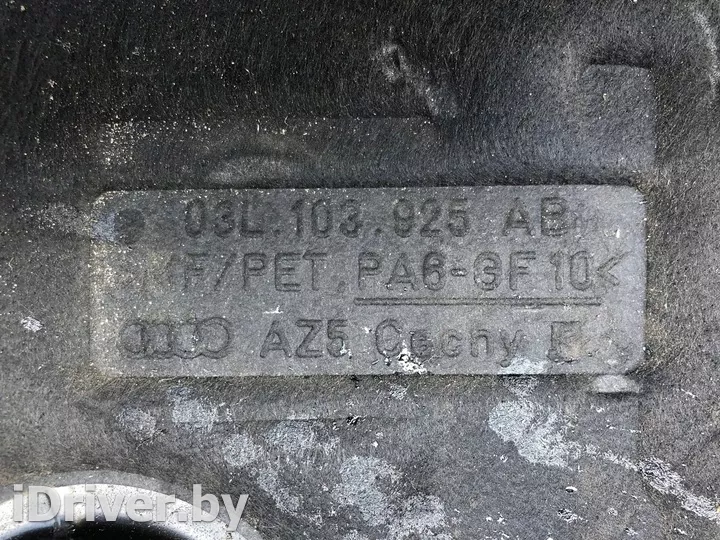 03L.103.925 AB
/PET, PA6-GF10<
AZ5 Cechy
iDriver.by